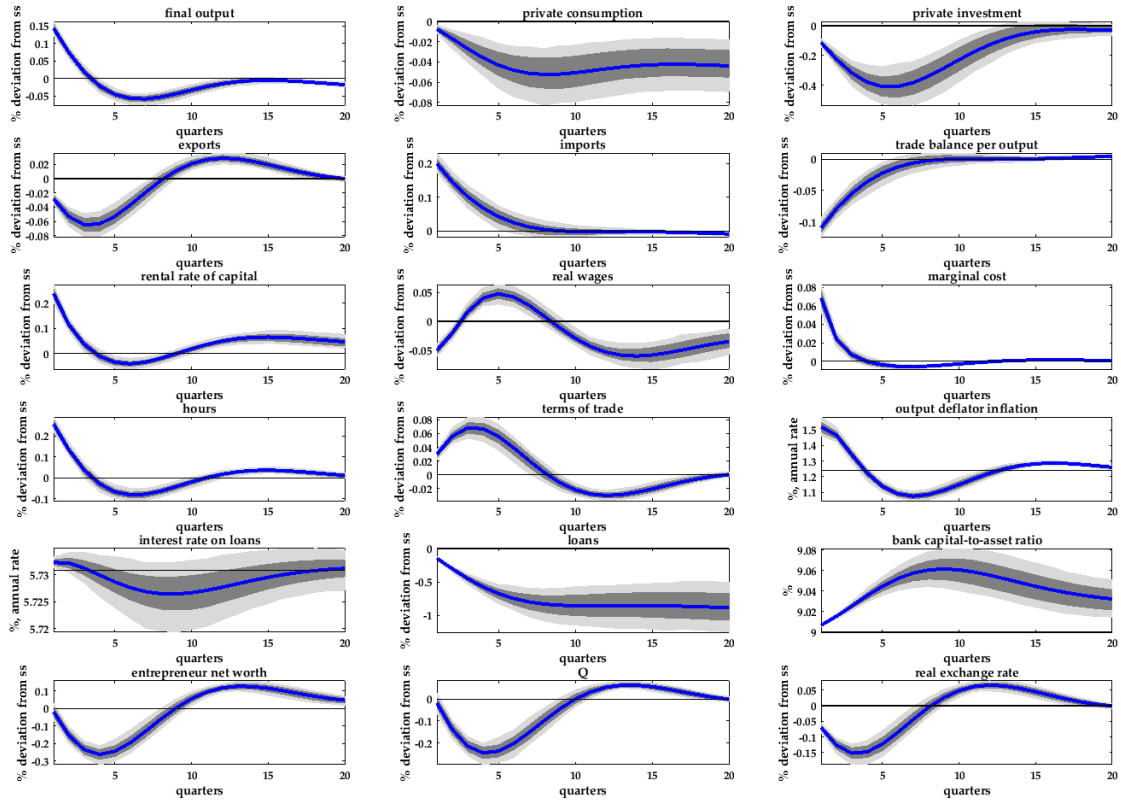 final output
% deviation from ss
0.15
0.1
0.05
0
-0.05
5
10
15
20
quarters
private consumption
% deviation from ss
0
-0.02
-0.04
-0.06
-0.08
5
10
15
20
quarters
private investment
% deviation from ss
0
-0.2
-0.4
5
10
15
20
quarters
exports
% deviation from ss
0.02
0
-0.02
-0.04
-0.06
-0.08
5
10
15
20
quarters
imports
% deviation from ss
0.2
0.1
0
5
10
15
20
quarters
trade balance per output
% deviation from ss
0
-0.05
-0.1
5
10
15
20
quarters
rental rate of capital
% deviation from ss
0.2
0.1
0
5
10
15
20
quarters
real wages
% deviation from ss
0.05
0
-0.05
5
10
15
20
quarters
marginal cost
% deviation from ss
0.08
0.06
0.04
0.02
0
5
10
15
20
quarters
hours
% deviation from ss
0.2
0.1
0
-0.1
5
10
15
20
quarters
terms of trade
% deviation from ss
0.08
0.06
0.04
0.02
0
-0.02
5
10
15
20
quarters
output deflator inflation
%, annual rate
1.5
1.4
1.3
1.2
1.1
5
10
15
20
quarters
interest rate on loans
%, annual rate
5.73
5.725
5.72
5
10
15
20
quarters
loans
% deviation from ss
0
-0.5
-1
5
10
15
20
quarters
bank capital-to-asset ratio
%
9.08
9.06
9.04
9.02
9
5
10
15
20
quarters
entrepreneur net worth
% deviation from ss
0.1
0
-0.1
-0.2
-0.3
5
10
15
20
quarters
Q
% deviation from ss
0
-0.1
-0.2
5
10
15
20
quarters
real exchange rate
% deviation from ss
0.05
0
-0.05
-0.1
-0.15
5
10
15
20
quarters